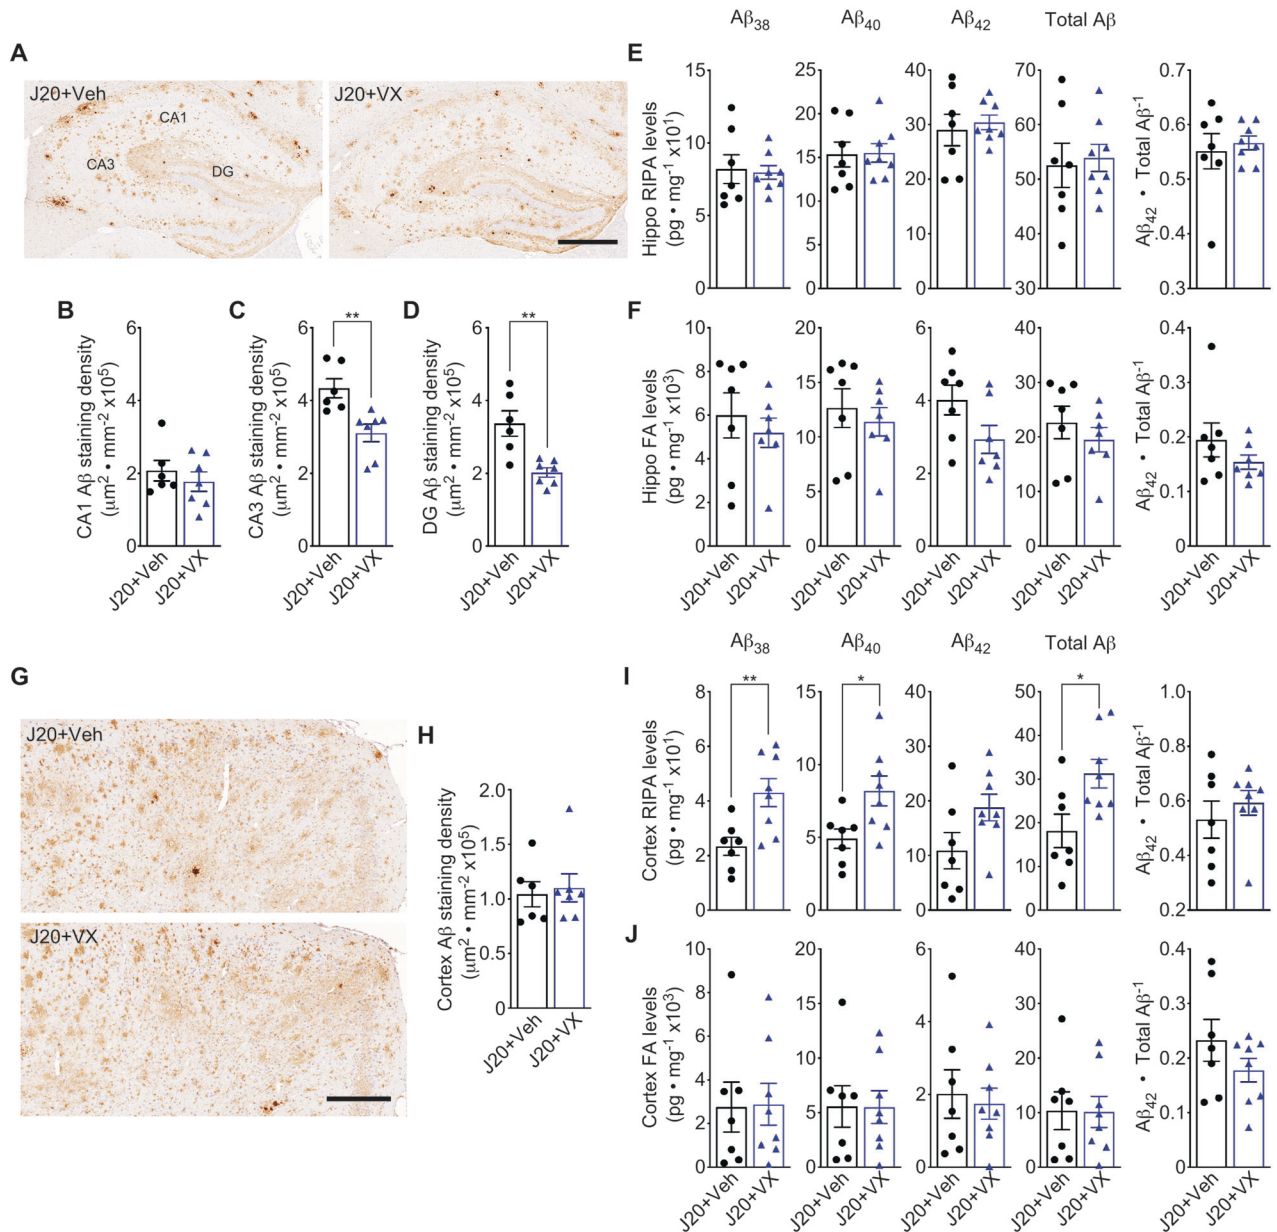 Aβ38 Aβ40 Aβ42 Total Aβ
A
J20+Veh
CA1
CA3
DG
J20+VX
E
Hippo RIPA levels
(pg • mg-1 x101)
15
10
5
0
25
20
15
10
5
0
40
30
20
10
0
70
60
50
40
30
Aβ42 • Total Aβ-1
0.7
0.6
0.5
0.4
0.3
B
CA1 Aβ staining density
(μm2 • mm-2 x105)
6
4
2
0
J20+Veh
J20+VX
C
CA3 Aβ staining density
(μm2 • mm-2 x105)
6
4
2
0
**
J20+Veh
J20+VX
D
DG Aβ staining density
(μm2 • mm-2 x105)
6
4
2
0
**
J20+Veh
J20+VX
F
Hippo FA levels
(pg • mg-1 x103)
10
8
6
4
2
0
J20+Veh
J20+VX
20
15
10
5
0
J20+Veh
J20+VX
6
4
2
0
J20+Veh
J20+VX
40
30
20
10
0
J20+Veh
J20+VX
Aβ42 • Total Aβ-1
0.4
0.3
0.2
0.1
0.0
J20+Veh
J20+VX
Aβ38 Aβ40 Aβ42 Total Aβ
G
J20+Veh
J20+VX
H
Cortex Aβ staining density
(μm2 • mm-2 x105)
2.0
1.5
1.0
0.5
0
J20+Veh
J20+VX
I
Cortex RIPA levels
(pg • mg-1 x101)
8
6
4
2
0
**
15
10
5
0
*
40
30
20
10
0
50
40
30
20
10
0
*
Aβ42 • Total Aβ-1
1.0
0.8
0.6
0.4
0.2
J
Cortex FA levels
(pg • mg-1 x103)
10
8
6
4
2
0
J20+Veh
J20+VX
20
15
10
5
0
J20+Veh
J20+VX
6
4
2
0
J20+Veh
J20+VX
40
30
20
10
0
J20+Veh
J20+VX
Aβ42 • Total Aβ-1
0.4
0.3
0.2
0.1
0
J20+Veh
J20+VX